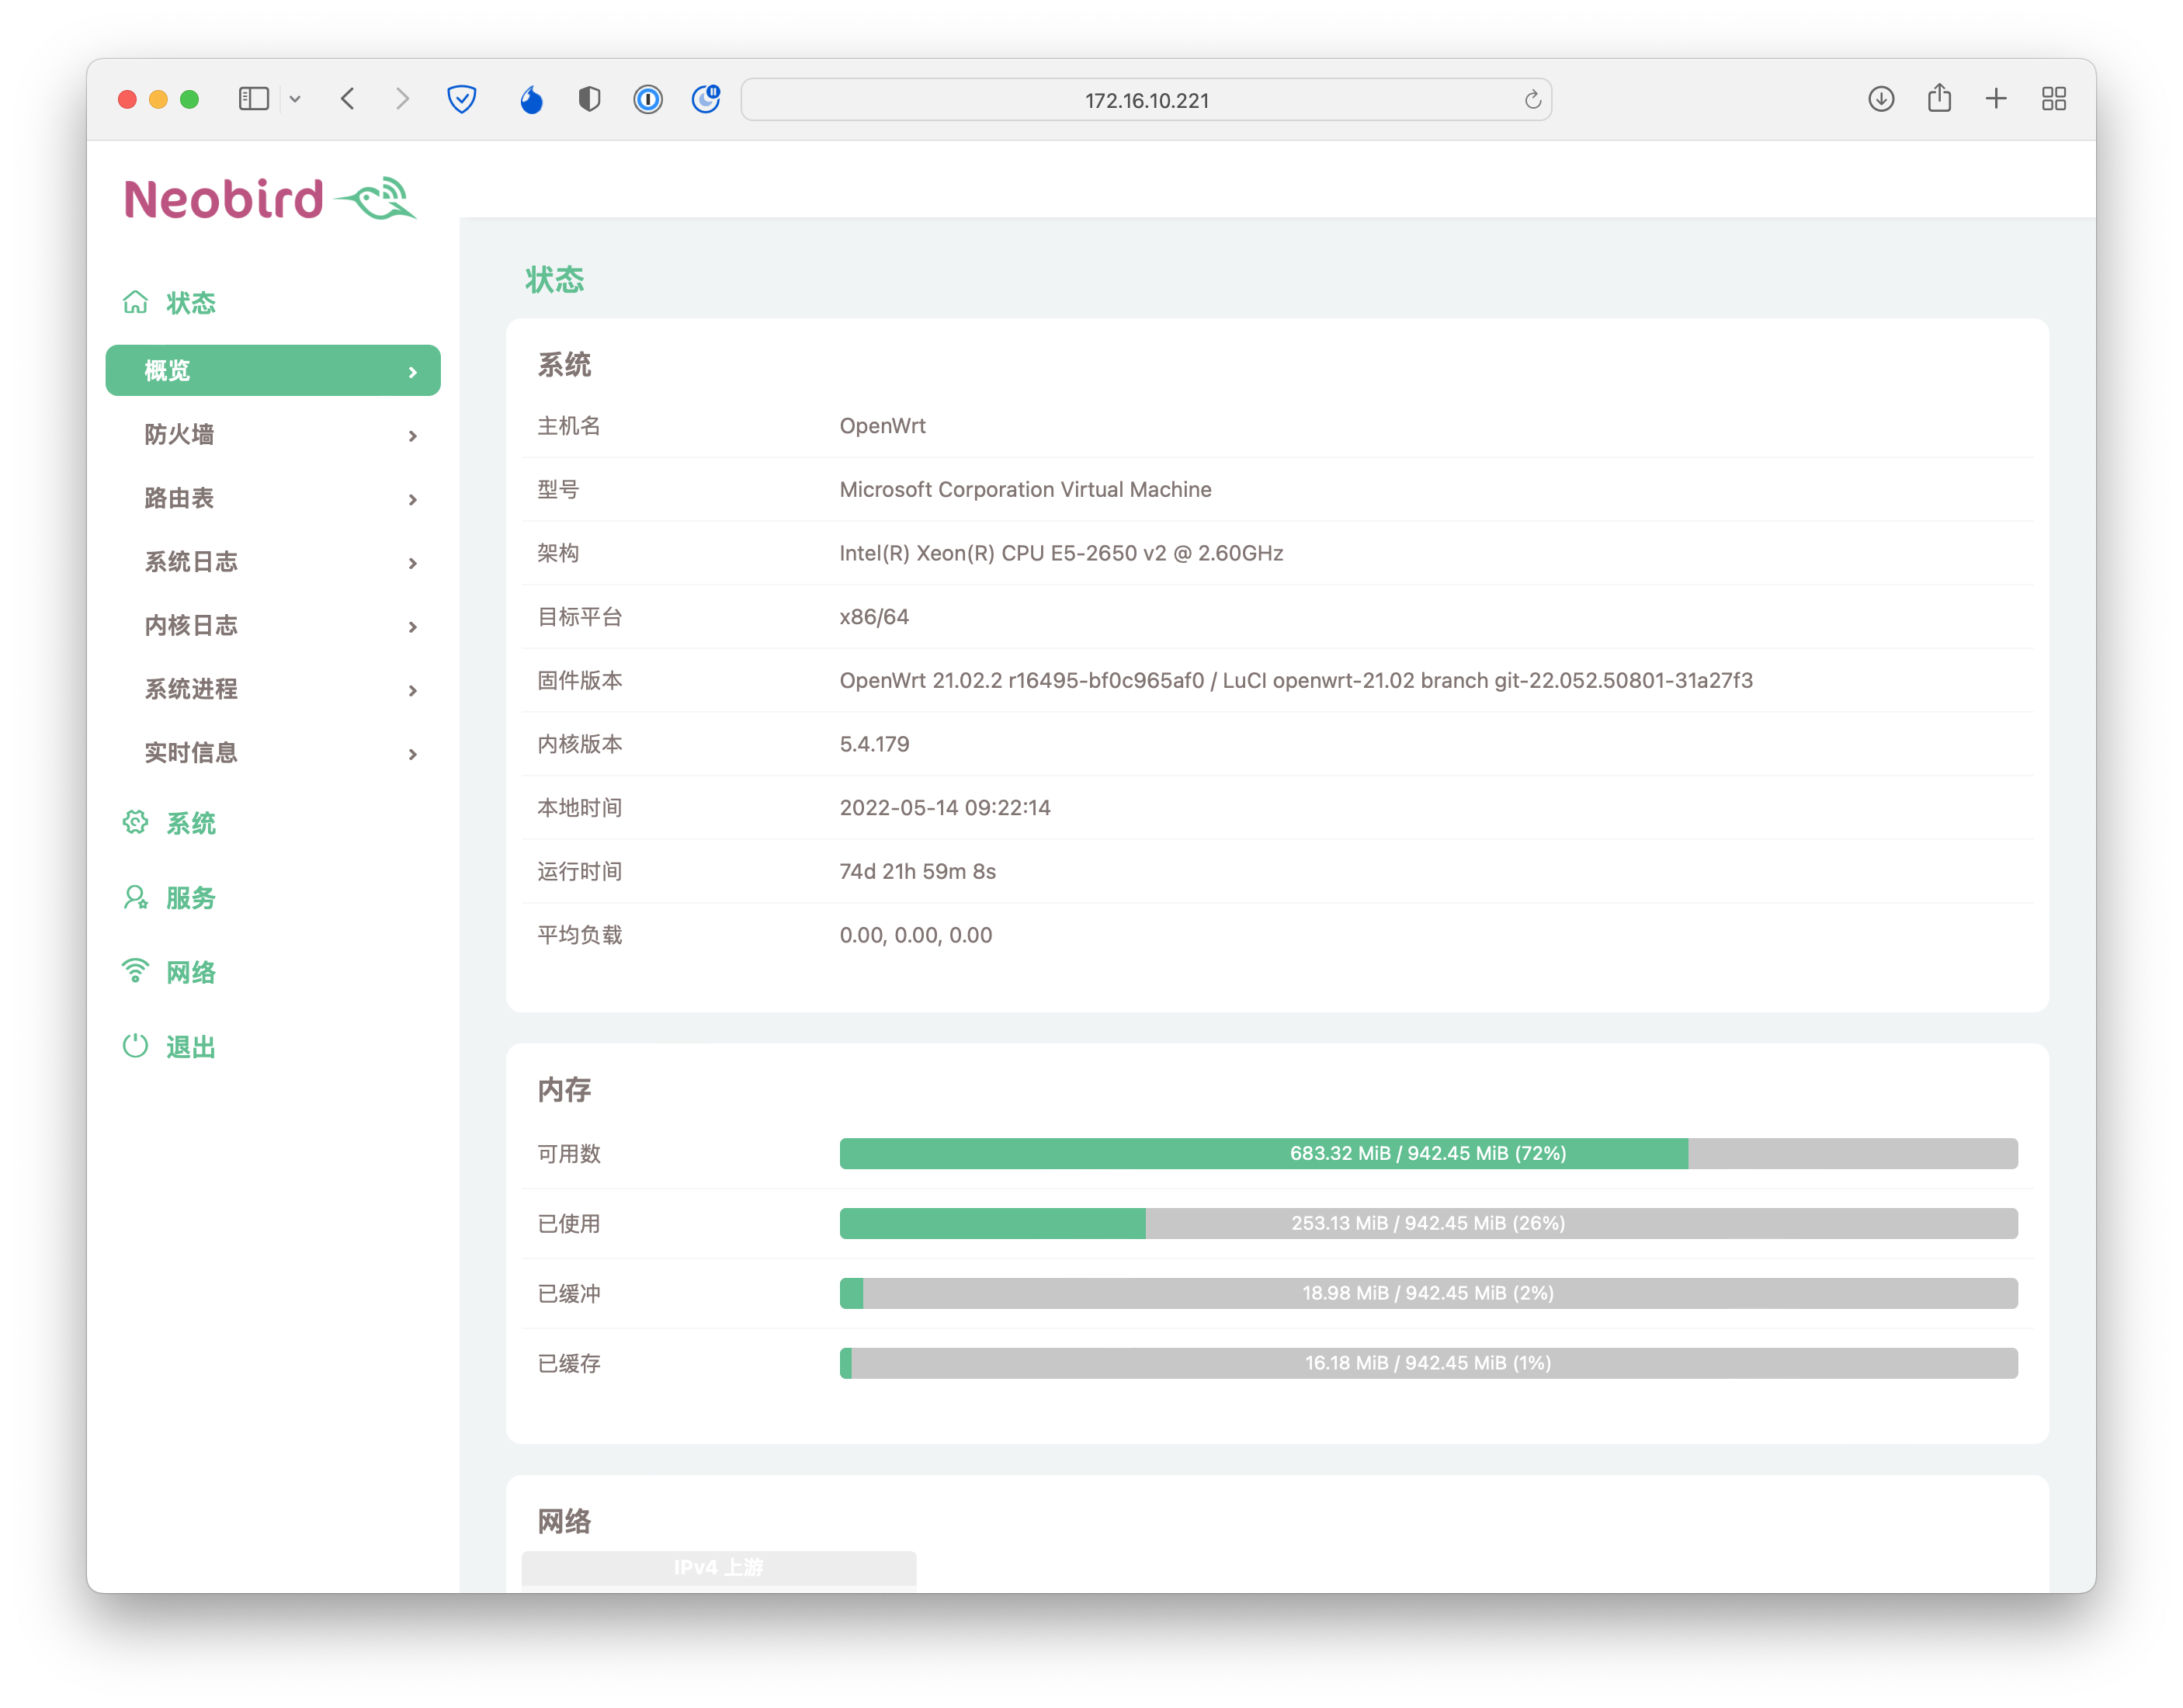 172.16.10.221
Neobird
状态
概览
防火墙
路由表
系统日志
内核日志
系统进程
实时信息
系统
服务
网络
退出
状态
系统
主机名 OpenWrt
型号 Microsoft Corporation Virtual Machine
架构 Intel(R) Xeon(R) CPU E5-2650 v2 @ 2.60GHz
目标平台 x86/64
固件版本 OpenWrt 21.02.2 r16495-bf0c965af0 / LuCI openwrt-21.02 branch git-22.052.50801-31a27f3
内核版本 5.4.179
本地时间 2022-05-14 09:22:14
运行时间 74d 21h 59m 8s
平均负载 0.00, 0.00, 0.00
内存
可用数 683.32 MiB / 942.45 MiB (72%)
已使用 253.13 MiB / 942.45 MiB (26%)
已缓冲 18.98 MiB / 942.45 MiB (2%)
已缓存 16.18 MiB / 942.45 MiB (1%)
网络
IPv4 上游